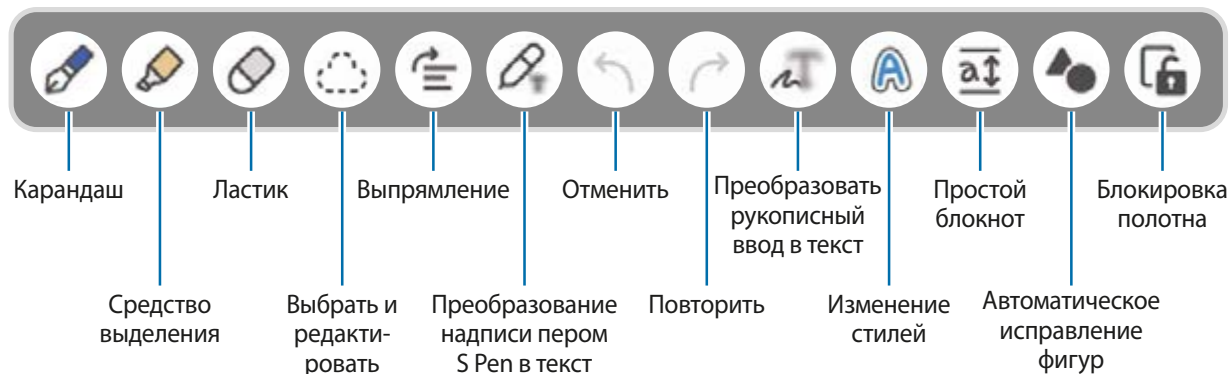 Карандаш
Ластик
Выпрямление
Отменить
Преобразовать
рукописный
ввод в текст
Простой
блокнот
Блокировка
полотна
Средство
выделения
Выбрать и
редакти-
ровать
Преобразование
надписи пером
S Pen в текст
Повторить
Изменение
стилей
Автоматическое
исправление
фигур